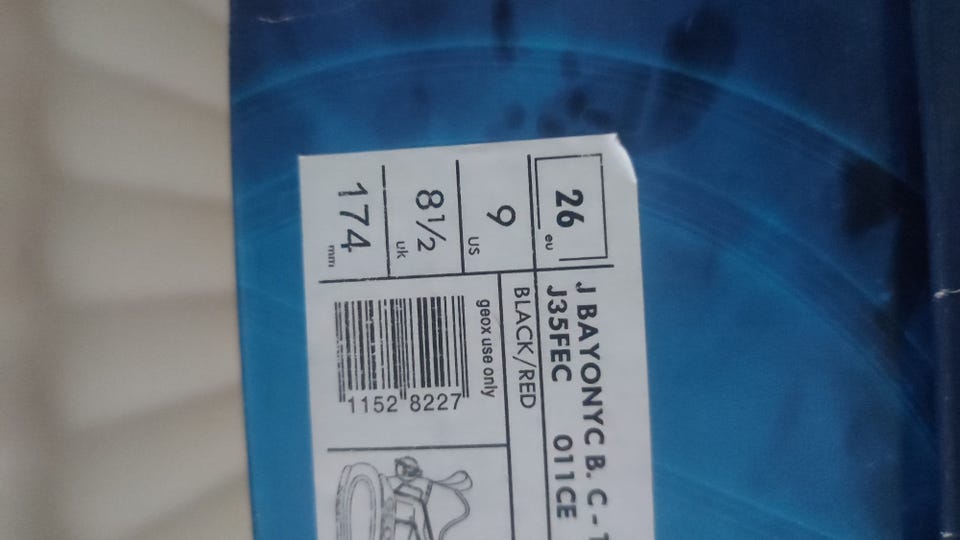 26 eu
9 US
8½ uk
174 mm
J BAYONYC B. C - 1
J35FEC 011CE
BLACK/RED
geox use only
1152 8227